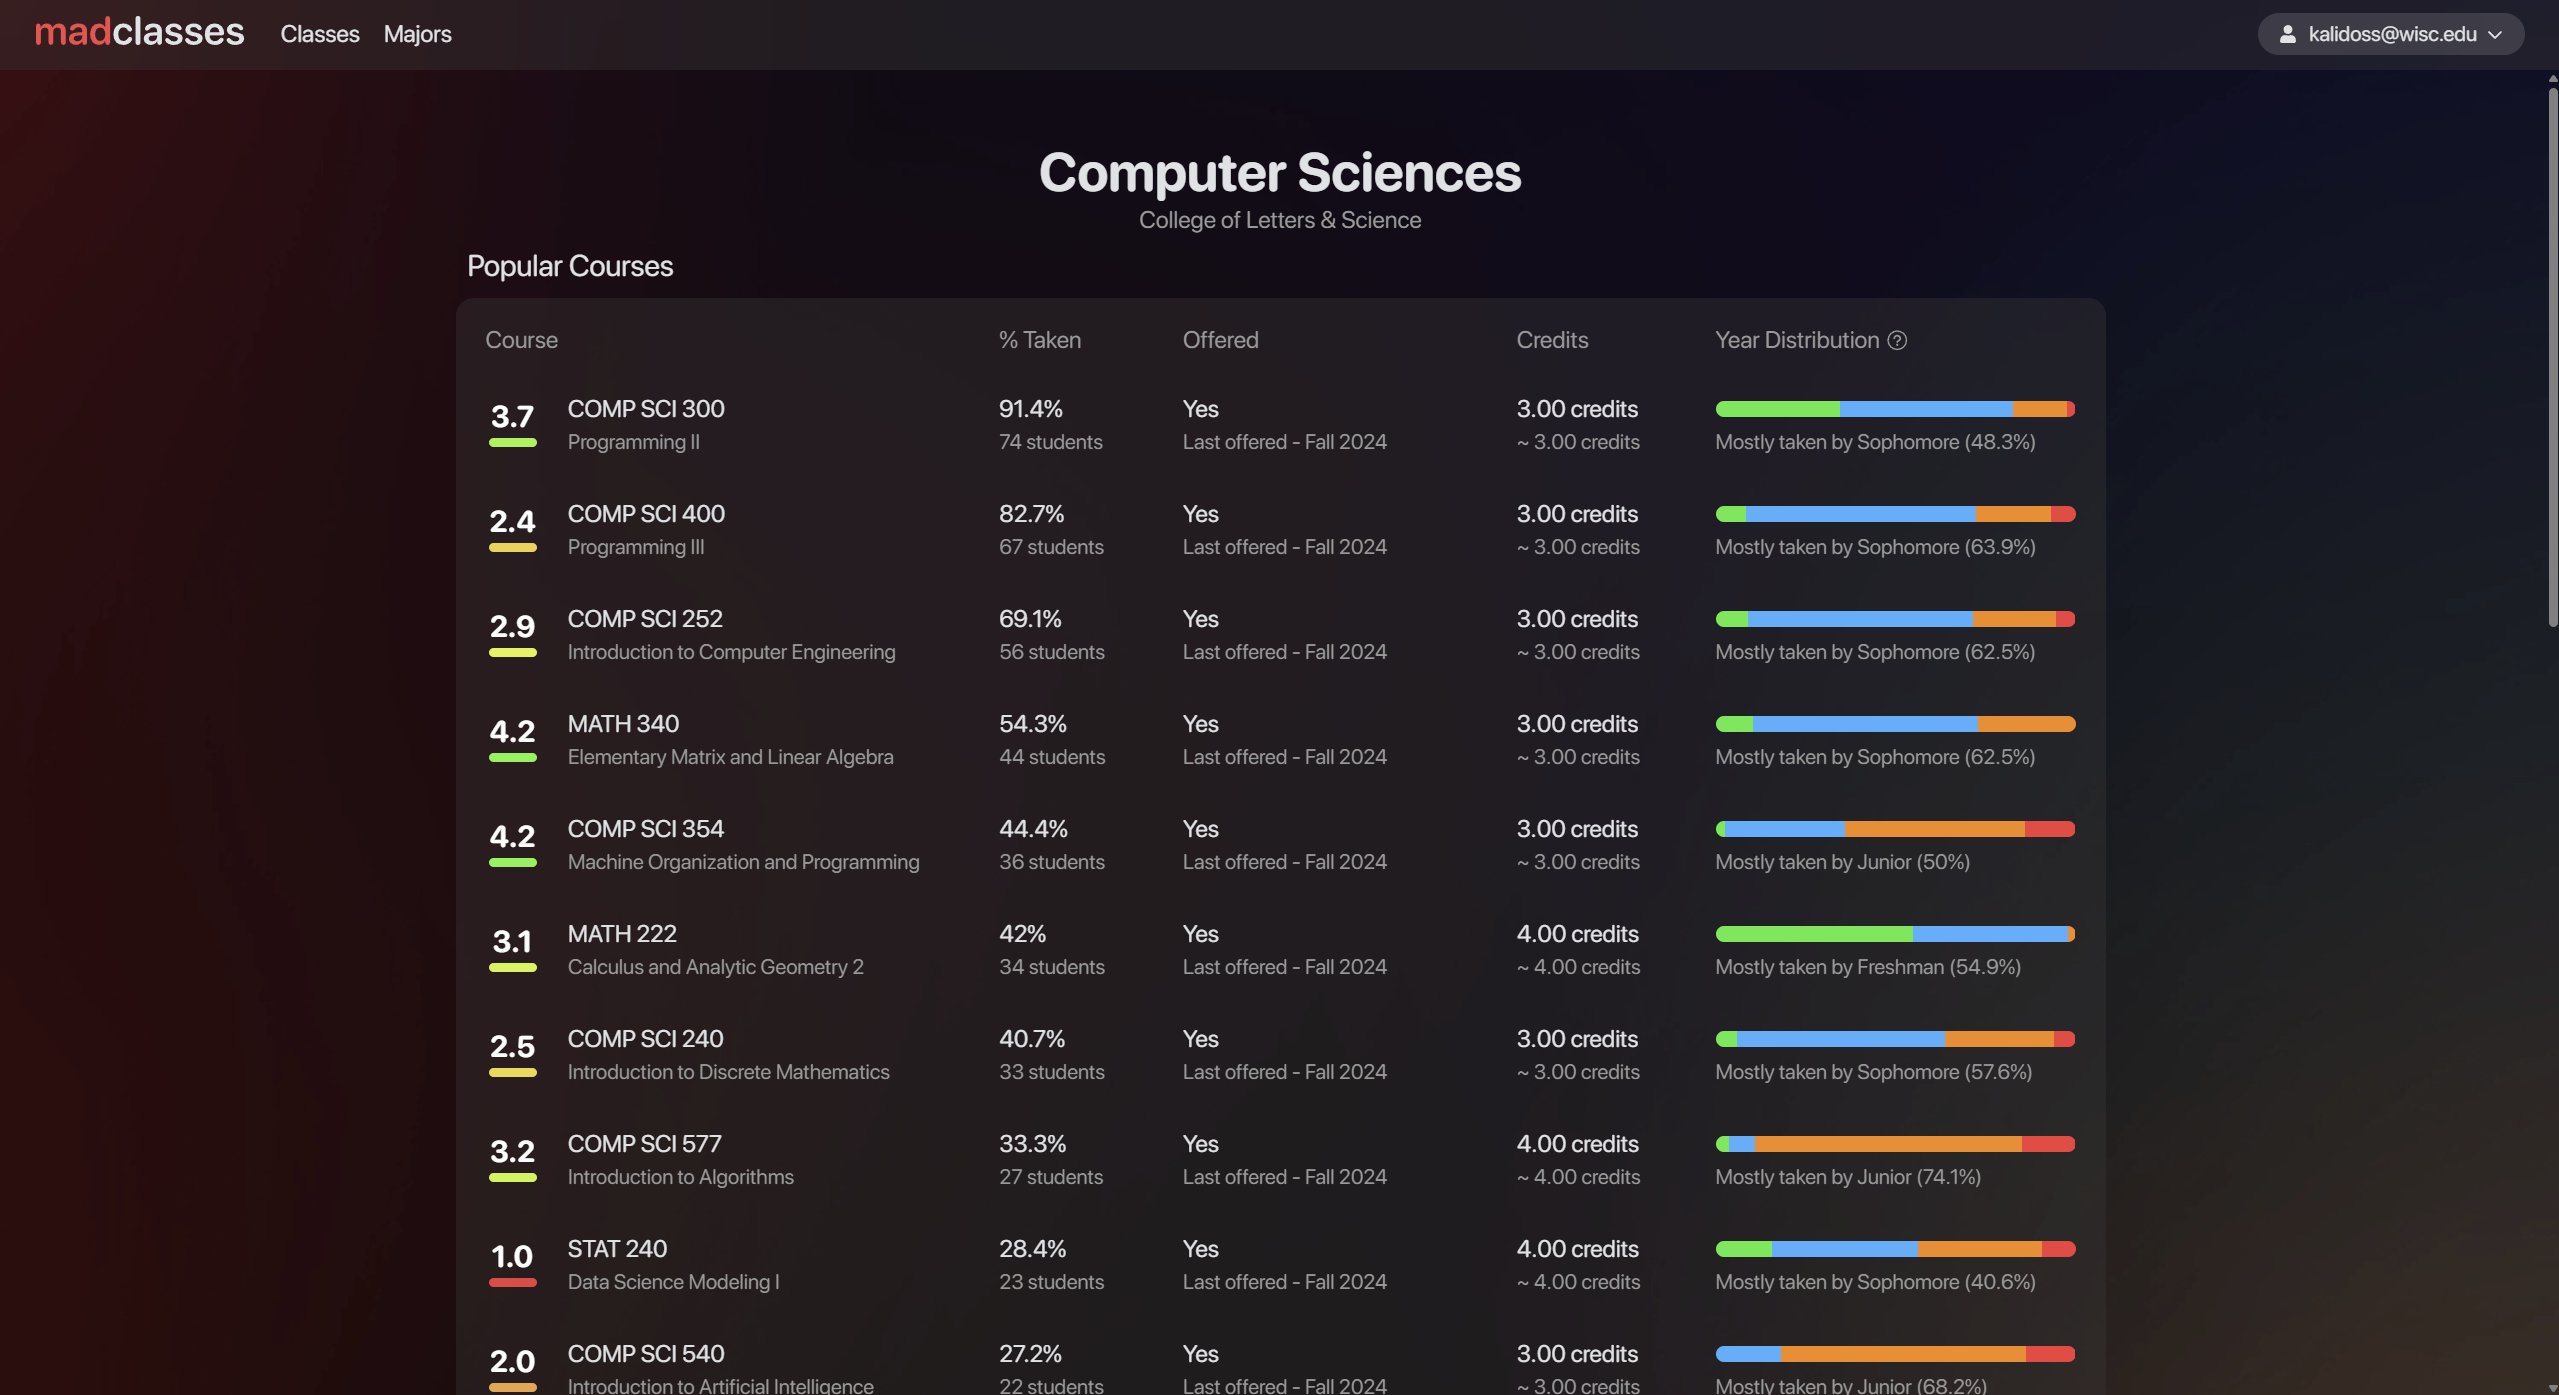 madclasses Classes Majors kalidoss@wisc.edu
Computer Sciences
College of Letters & Science
Popular Courses
Course % Taken Offered Credits Year Distribution ?
3.7 COMP SCI 300 91.4% Yes 3.00 credits
Programming II 74 students Last offered - Fall 2024 ~ 3.00 credits Mostly taken by Sophomore (48.3%)
2.4 COMP SCI 400 82.7% Yes 3.00 credits
Programming III 67 students Last offered - Fall 2024 ~ 3.00 credits Mostly taken by Sophomore (63.9%)
2.9 COMP SCI 252 69.1% Yes 3.00 credits
Introduction to Computer Engineering 56 students Last offered - Fall 2024 ~ 3.00 credits Mostly taken by Sophomore (62.5%)
4.2 MATH 340 54.3% Yes 3.00 credits
Elementary Matrix and Linear Algebra 44 students Last offered - Fall 2024 ~ 3.00 credits Mostly taken by Sophomore (62.5%)
4.2 COMP SCI 354 44.4% Yes 3.00 credits
Machine Organization and Programming 36 students Last offered - Fall 2024 ~ 3.00 credits Mostly taken by Junior (50%)
3.1 MATH 222 42% Yes 4.00 credits
Calculus and Analytic Geometry 2 34 students Last offered - Fall 2024 ~ 4.00 credits Mostly taken by Freshman (54.9%)
2.5 COMP SCI 240 40.7% Yes 3.00 credits
Introduction to Discrete Mathematics 33 students Last offered - Fall 2024 ~ 3.00 credits Mostly taken by Sophomore (57.6%)
3.2 COMP SCI 577 33.3% Yes 4.00 credits
Introduction to Algorithms 27 students Last offered - Fall 2024 ~ 4.00 credits Mostly taken by Junior (74.1%)
1.0 STAT 240 28.4% Yes 4.00 credits
Data Science Modeling I 23 students Last offered - Fall 2024 ~ 4.00 credits Mostly taken by Sophomore (40.6%)
2.0 COMP SCI 540 27.2% Yes 3.00 credits
Introduction to Artificial Intelligence 22 students Last offered - Fall 2024 ~ 3.00 credits Mostly taken by Junior (68.2%)